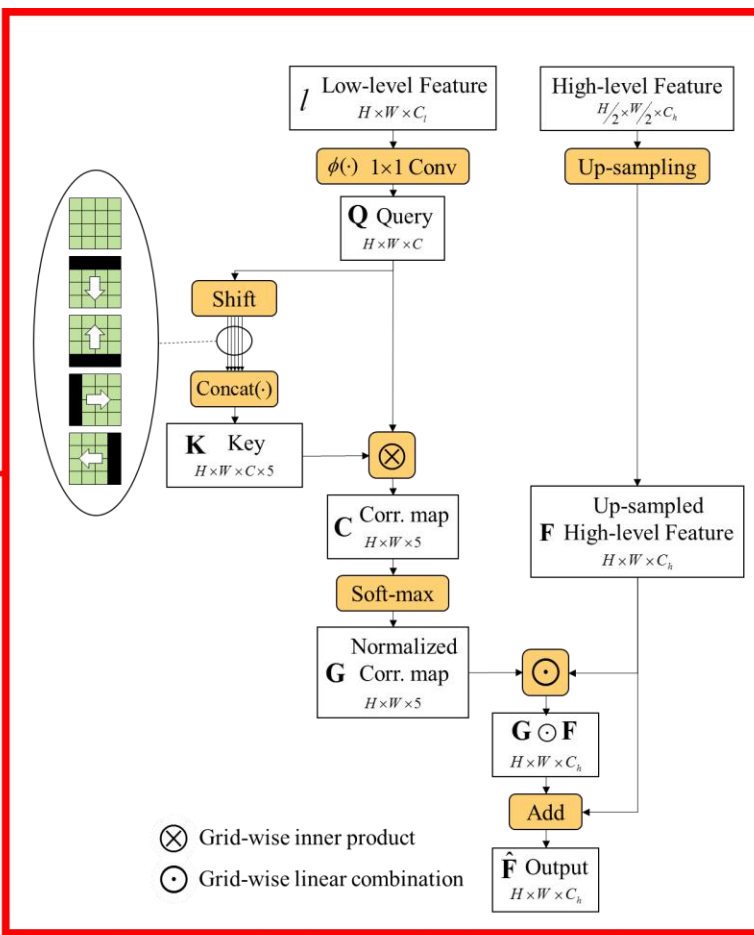 l Low-level Feature
H×W×C_l
High-level Feature
H/2×W/2×C_h
ϕ(·) 1×1 Conv
Up-sampling
Q Query
H×W×C
Shift
Concat(·)
K Key
H×W×C×5
⊗
C Corr. map
H×W×5
Up-sampled
F High-level Feature
H×W×C_h
Soft-max
Normalized
G Corr. map
H×W×5
⊙
G ⊙ F
H×W×C_h
Add
F̂ Output
H×W×C_h
⊗ Grid-wise inner product
⊙ Grid-wise linear combination